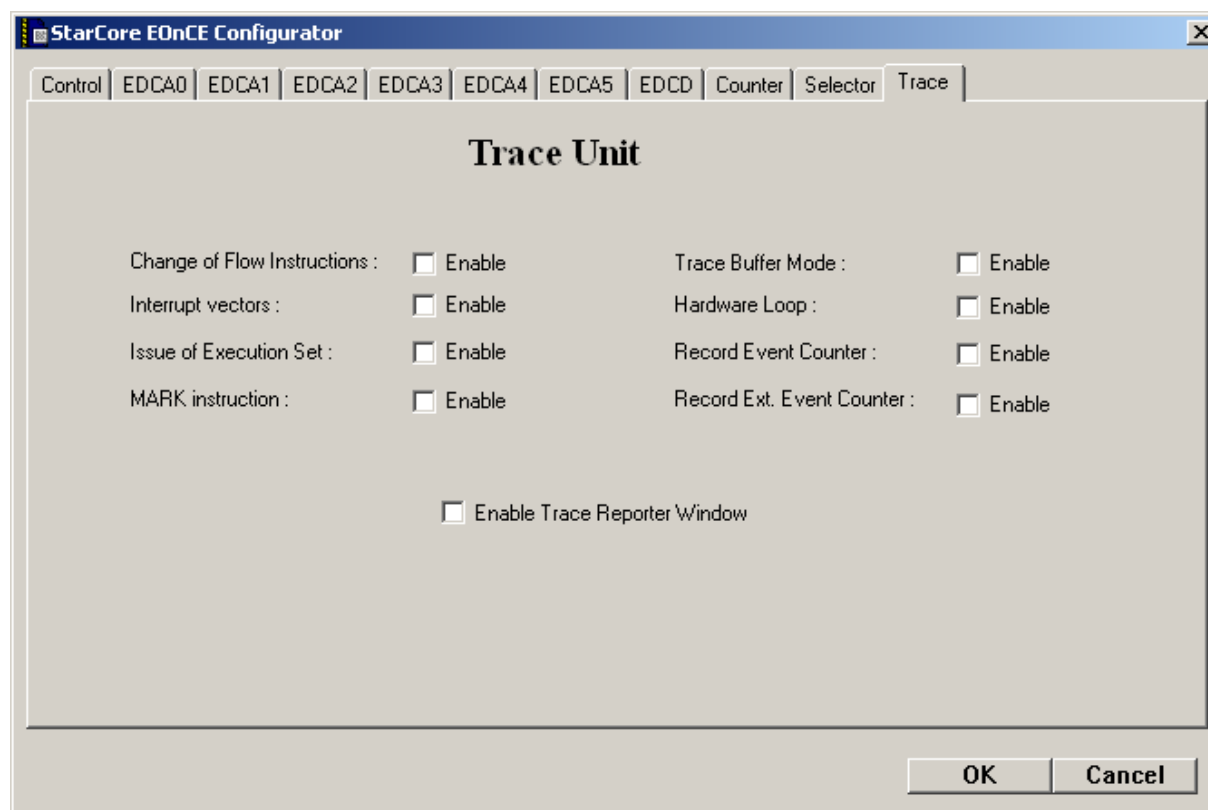 StarCore EOnCE Configurator
Control EDCA0 EDCA1 EDCA2 EDCA3 EDCA4 EDCA5 EDCD Counter Selector Trace
Trace Unit
Change of Flow Instructions : Enable Trace Buffer Mode : Enable
Interrupt vectors : Enable Hardware Loop : Enable
Issue of Execution Set : Enable Record Event Counter : Enable
MARK instruction : Enable Record Ext. Event Counter : Enable
Enable Trace Reporter Window
OK Cancel